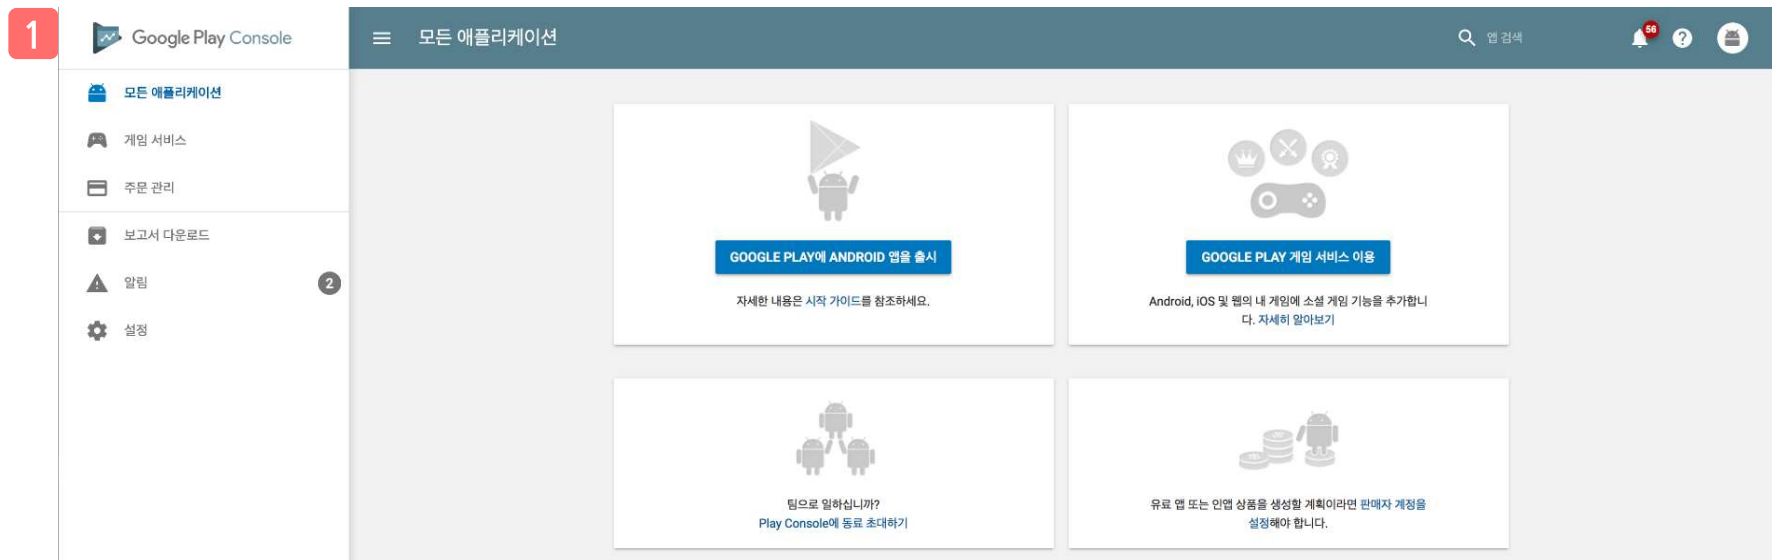 1
Google Play Console
모든 애플리케이션
앱 검색
56
모든 애플리케이션
게임 서비스
주문 관리
보고서 다운로드
알림
2
설정
GOOGLE PLAY에 ANDROID 앱을 출시
자세한 내용은 시작 가이드를 참조하세요.
GOOGLE PLAY 게임 서비스 이용
Android, iOS 및 웹의 내 게임에 소셜 게임 기능을 추가합니
다. 자세히 알아보기
팀으로 일하십니까?
Play Console에 동료 초대하기
유료 앱 또는 인앱 상품을 생성할 계획이라면 판매자 계정을
설정해야 합니다.